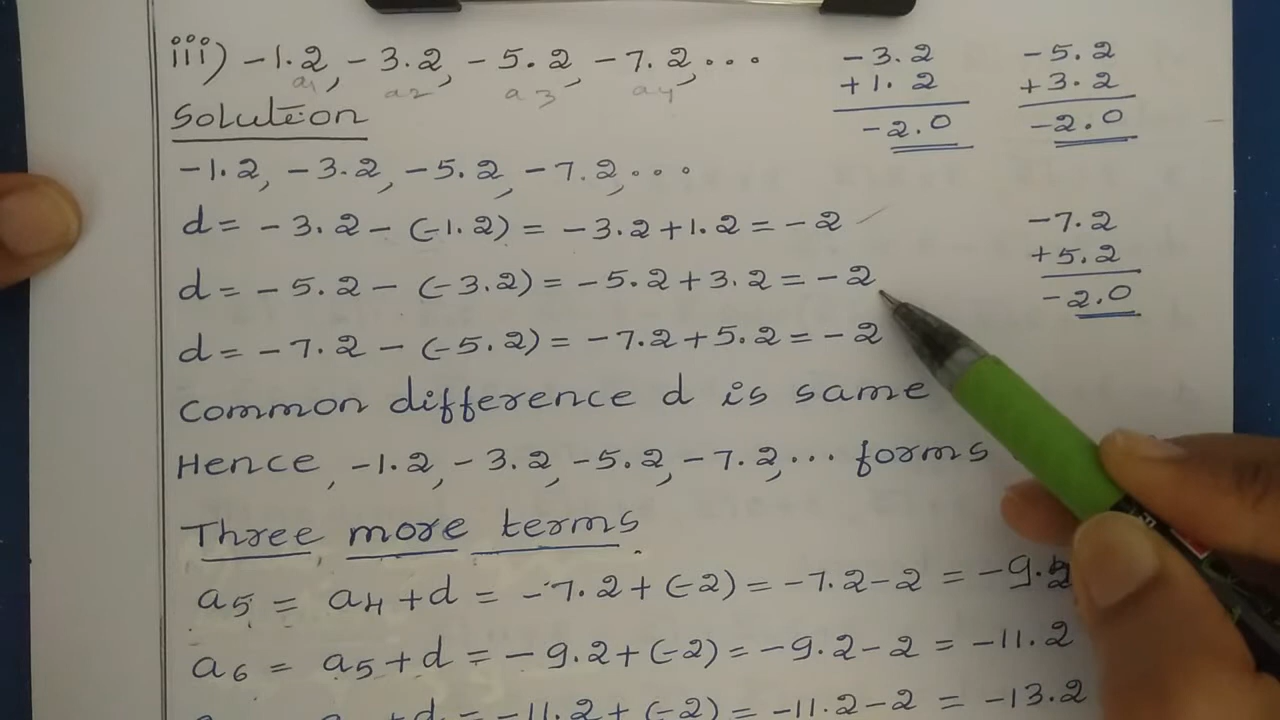 iii) -1.2, -3.2, -5.2, -7.2, ...
a1 a2 a3 a4
-3.2
+1.2
-2.0
-5.2
+3.2
-2.0
Solution
-1.2, -3.2, -5.2, -7.2, ...
d = -3.2 - (-1.2) = -3.2 + 1.2 = -2
d = -5.2 - (-3.2) = -5.2 + 3.2 = -2
d = -7.2 - (-5.2) = -7.2 + 5.2 = -2
-7.2
+5.2
-2.0
Common difference d is same
Hence, -1.2, -3.2, -5.2, -7.2, ... forms
Three more terms
a5 = a4 + d = -7.2 + (-2) = -7.2 - 2 = -9.2
a6 = a5 + d = -9.2 + (-2) = -9.2 - 2 = -11.2
+ d = -11.2 + (-2) = -11.2 - 2 = -13.2